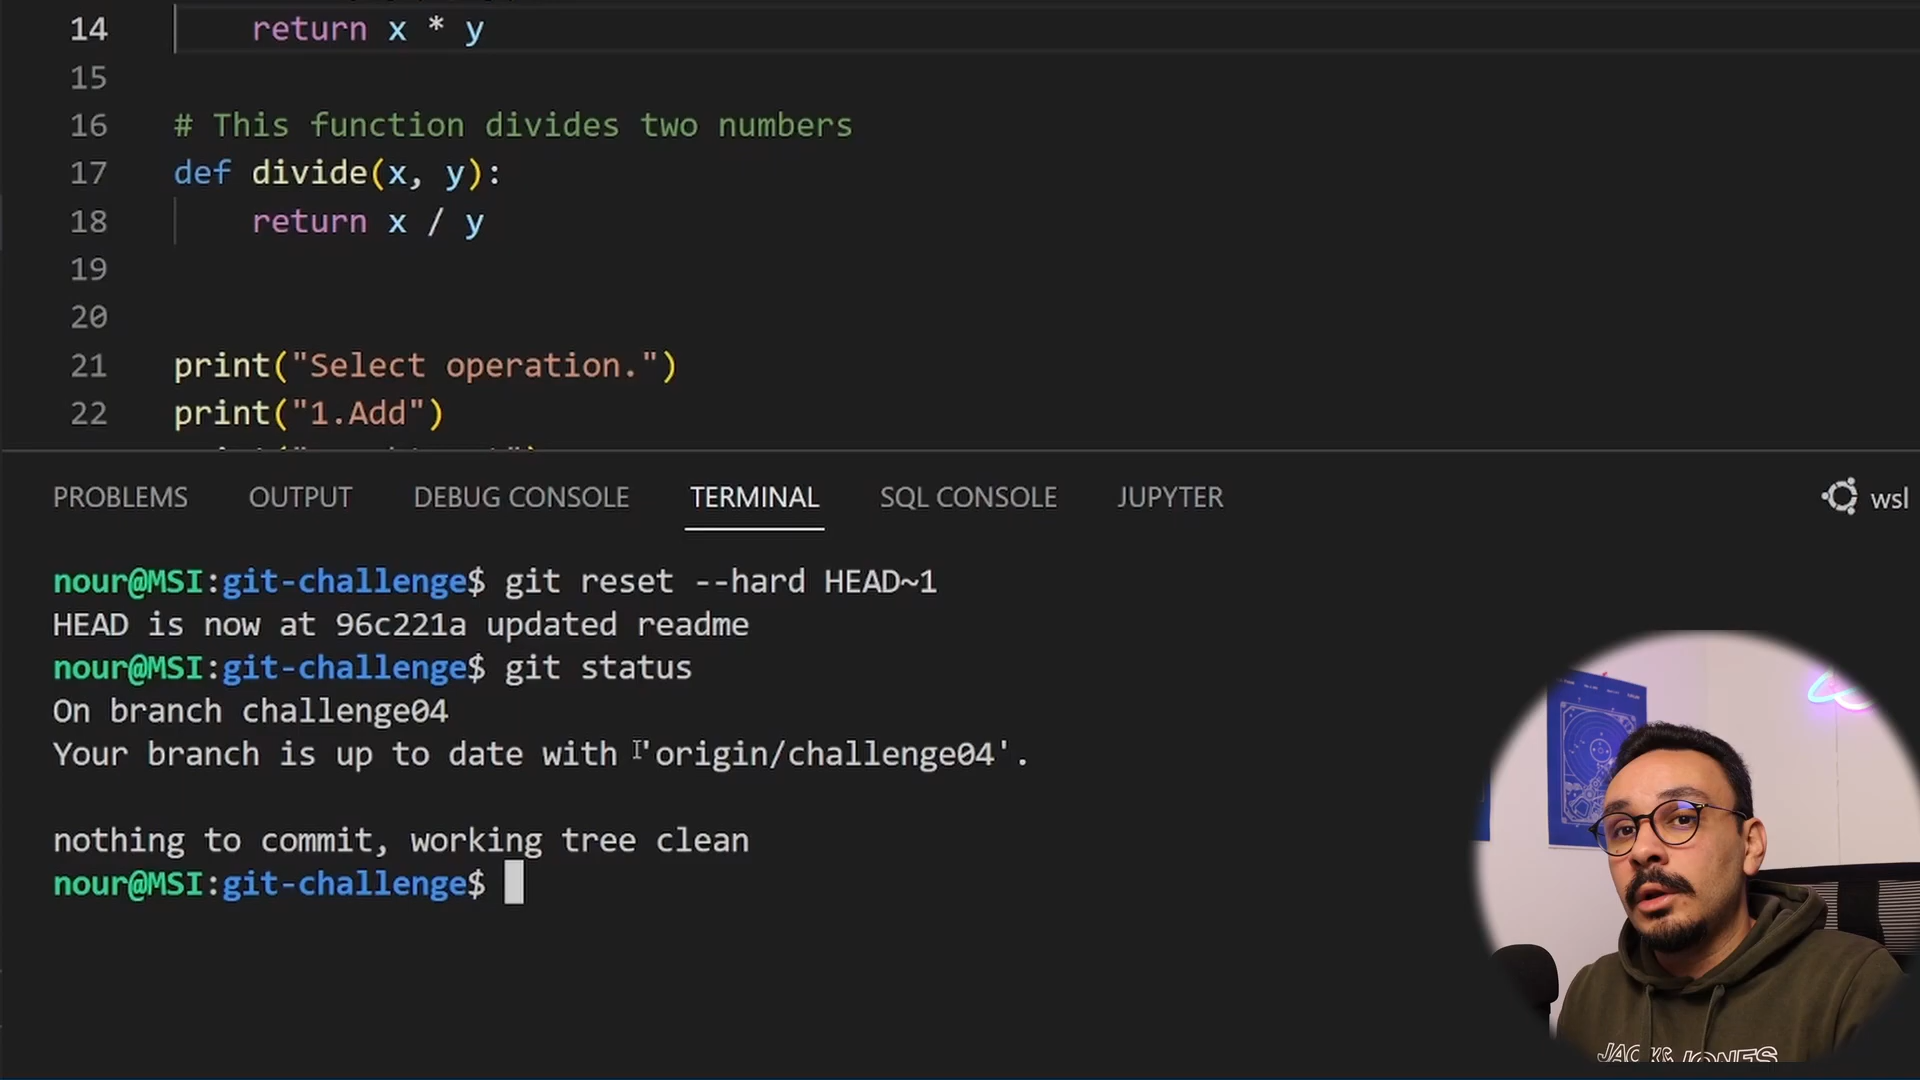 14 return x * y
15
16 # This function divides two numbers
17 def divide(x, y):
18 return x / y
19
20
21 print("Select operation.")
22 print("1.Add")
PROBLEMS OUTPUT DEBUG CONSOLE TERMINAL SQL CONSOLE JUPYTER wsl
nour@MSI:git-challenge$ git reset --hard HEAD~1
HEAD is now at 96c221a updated readme
nour@MSI:git-challenge$ git status
On branch challenge04
Your branch is up to date with 'origin/challenge04'.
nothing to commit, working tree clean
nour@MSI:git-challenge$
JACK & JONES